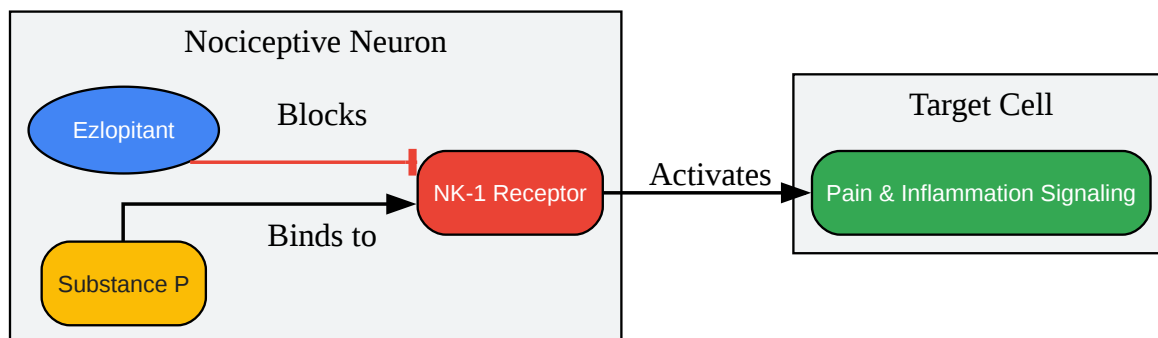 Nociceptive Neuron
Ezlopitant
Blocks
Target Cell
NK-1 Receptor
Activates
Pain & Inflammation Signaling
Binds to
Substance P